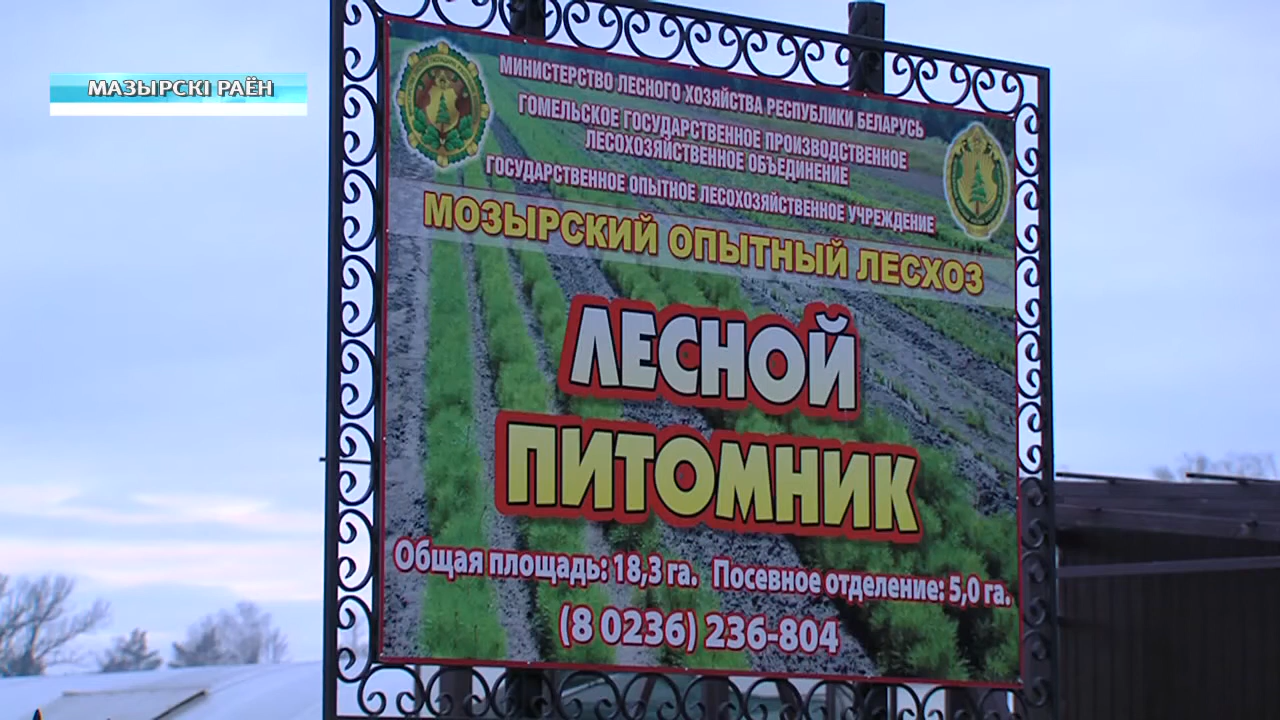 МАЗЫРСКІ РАЁН
МИНИСТЕРСТВО ЛЕСНОГО ХОЗЯЙСТВА РЕСПУБЛИКИ БЕЛАРУСЬ
ГОМЕЛЬСКОЕ ГОСУДАРСТВЕННОЕ ПРОИЗВОДСТВЕННОЕ
ЛЕСОХОЗЯЙСТВЕННОЕ ОБЪЕДИНЕНИЕ
ГОСУДАРСТВЕННОЕ ОПЫТНОЕ ЛЕСОХОЗЯЙСТВЕННОЕ УЧРЕЖДЕНИЕ
МОЗЫРСКИЙ ОПЫТНЫЙ ЛЕСХОЗ
ЛЕСНОЙ
ПИТОМНИК
Общая площадь: 18,3 га. Посевное отделение: 5,0 га.
(8 0236) 236-804